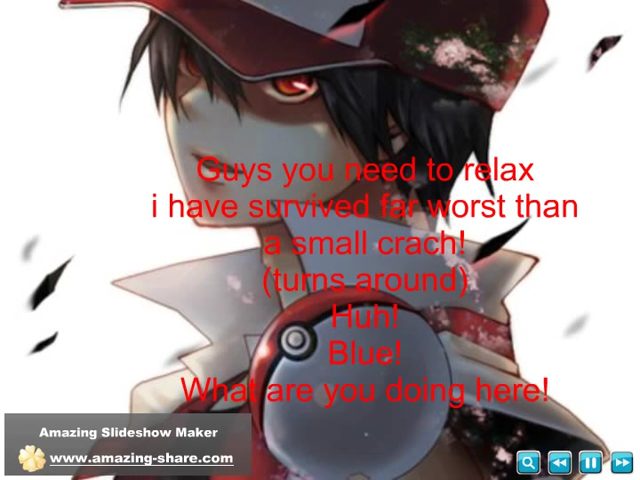 Guys you need to relax
i have survived far worst than
a small crach!
(turns around)
Huh!
Blue!
What are you doing here!
Amazing Slideshow Maker
www.amazing-share.com